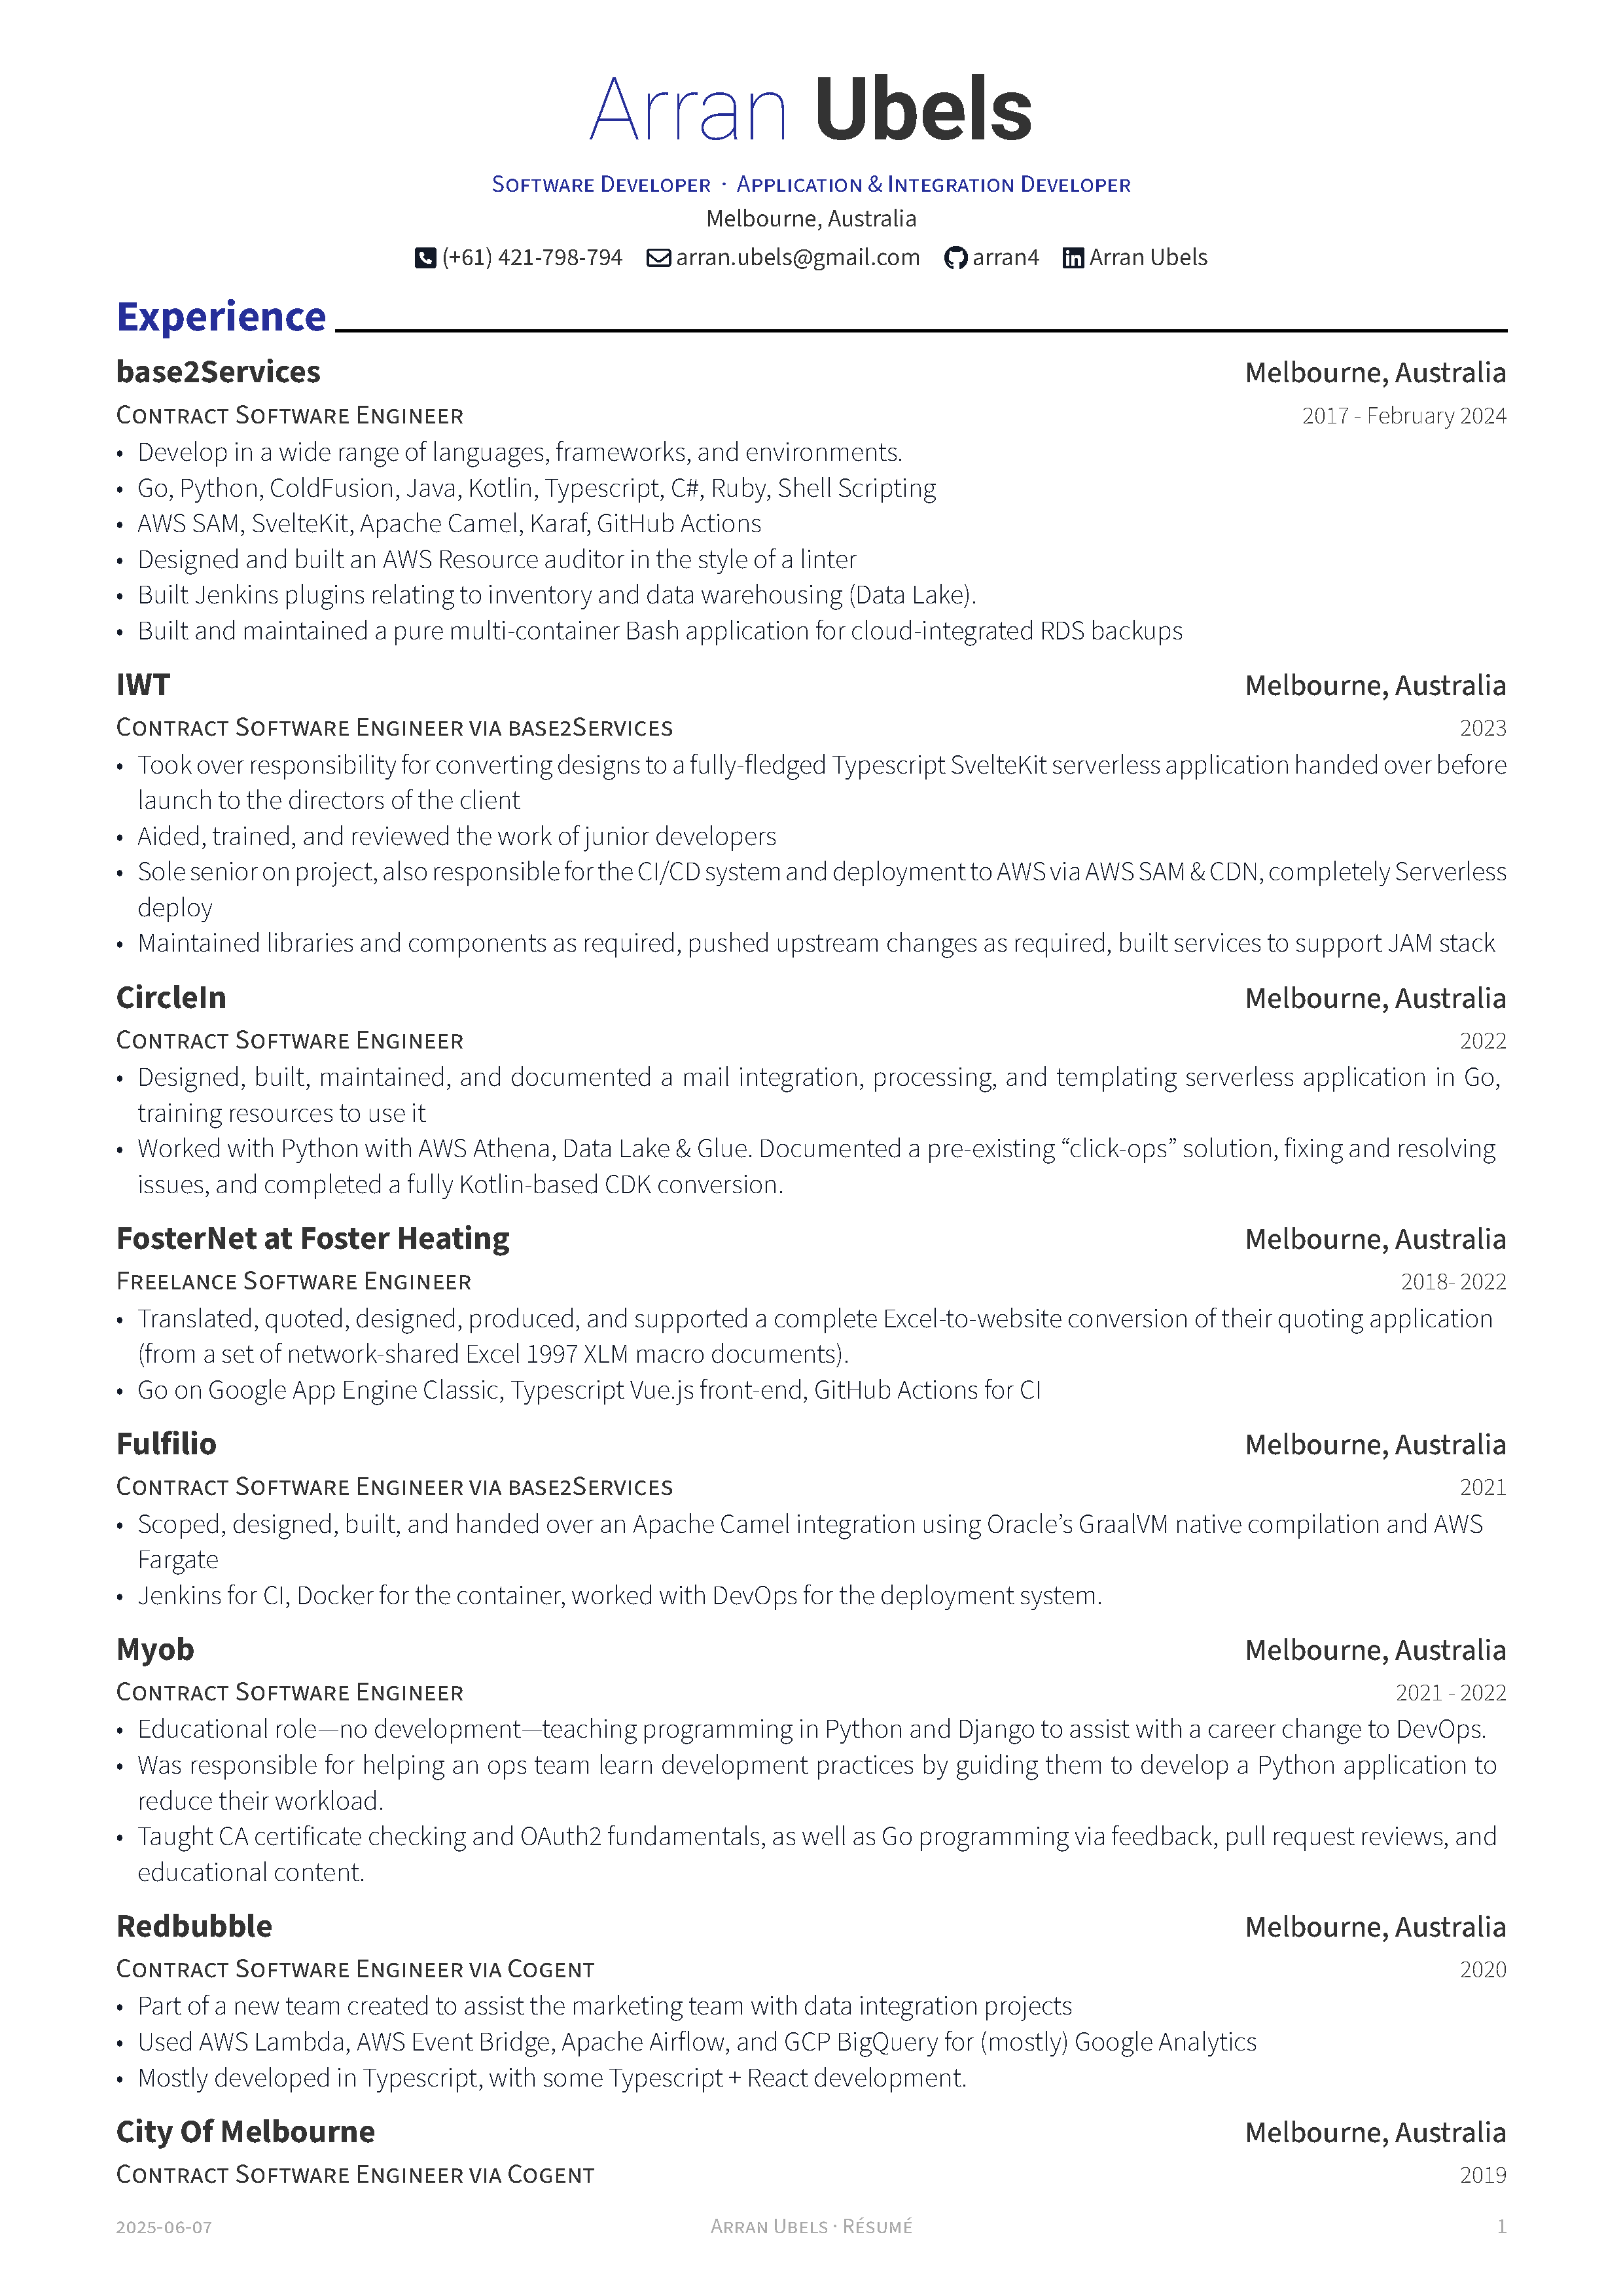 Arran Ubels
Software Developer · Application & Integration Developer
Melbourne, Australia
(+61) 421-798-794 arran.ubels@gmail.com arran4 Arran Ubels
Experience
base2Services Melbourne, Australia
Contract Software Engineer 2017 - February 2024
• Develop in a wide range of languages, frameworks, and environments.
• Go, Python, ColdFusion, Java, Kotlin, Typescript, C#, Ruby, Shell Scripting
• AWS SAM, SvelteKit, Apache Camel, Karaf, GitHub Actions
• Designed and built an AWS Resource auditor in the style of a linter
• Built Jenkins plugins relating to inventory and data warehousing (Data Lake).
• Built and maintained a pure multi-container Bash application for cloud-integrated RDS backups
IWT Melbourne, Australia
Contract Software Engineer via base2Services 2023
• Took over responsibility for converting designs to a fully-fledged Typescript SvelteKit serverless application handed over before
launch to the directors of the client
• Aided, trained, and reviewed the work of junior developers
• Sole senior on project, also responsible for the CI/CD system and deployment to AWS via AWS SAM & CDN, completely Serverless
deploy
• Maintained libraries and components as required, pushed upstream changes as required, built services to support JAM stack
CircleIn Melbourne, Australia
Contract Software Engineer 2022
• Designed, built, maintained, and documented a mail integration, processing, and templating serverless application in Go,
training resources to use it
• Worked with Python with AWS Athena, Data Lake & Glue. Documented a pre-existing “click-ops” solution, fixing and resolving
issues, and completed a fully Kotlin-based CDK conversion.
FosterNet at Foster Heating Melbourne, Australia
Freelance Software Engineer 2018- 2022
• Translated, quoted, designed, produced, and supported a complete Excel-to-website conversion of their quoting application
(from a set of network-shared Excel 1997 XLM macro documents).
• Go on Google App Engine Classic, Typescript Vue.js front-end, GitHub Actions for CI
Fulfilio Melbourne, Australia
Contract Software Engineer via base2Services 2021
• Scoped, designed, built, and handed over an Apache Camel integration using Oracle’s GraalVM native compilation and AWS
Fargate
• Jenkins for CI, Docker for the container, worked with DevOps for the deployment system.
Myob Melbourne, Australia
Contract Software Engineer 2021 - 2022
• Educational role—no development—teaching programming in Python and Django to assist with a career change to DevOps.
• Was responsible for helping an ops team learn development practices by guiding them to develop a Python application to
reduce their workload.
• Taught CA certificate checking and OAuth2 fundamentals, as well as Go programming via feedback, pull request reviews, and
educational content.
Redbubble Melbourne, Australia
Contract Software Engineer via Cogent 2020
• Part of a new team created to assist the marketing team with data integration projects
• Used AWS Lambda, AWS Event Bridge, Apache Airflow, and GCP BigQuery for (mostly) Google Analytics
• Mostly developed in Typescript, with some Typescript + React development.
City Of Melbourne Melbourne, Australia
Contract Software Engineer via Cogent 2019
2025-06-07 Arran Ubels · Résumé 1